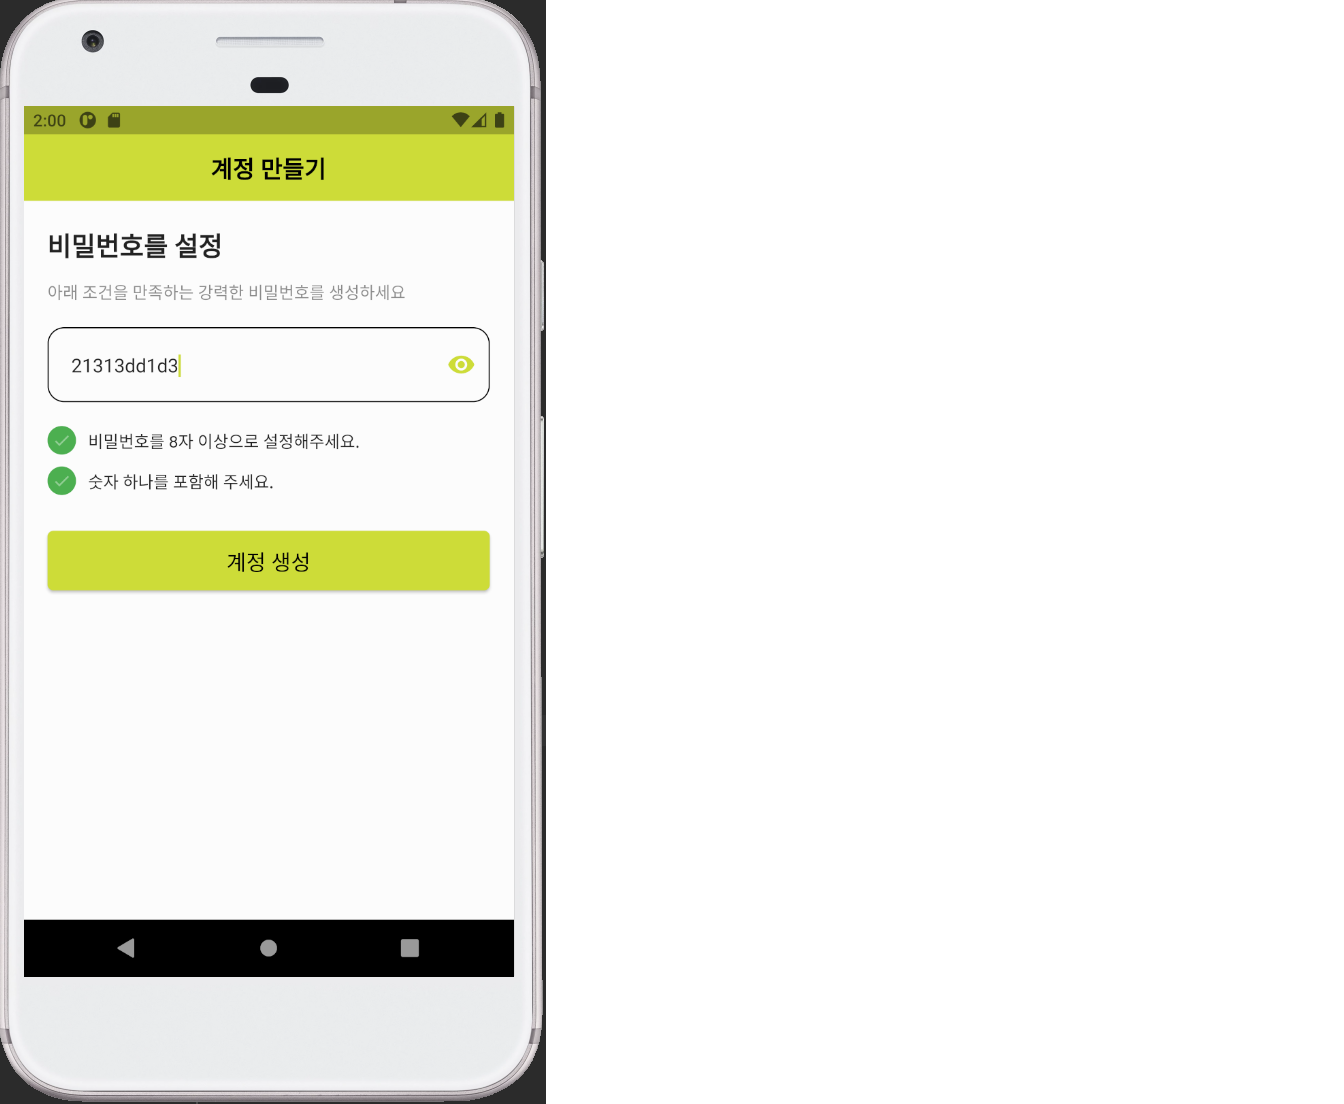 2:00
계정 만들기
비밀번호를 설정
아래 조건을 만족하는 강력한 비밀번호를 생성하세요
21313dd1d3
비밀번호를 8자 이상으로 설정해주세요.
숫자 하나를 포함해 주세요.
계정 생성